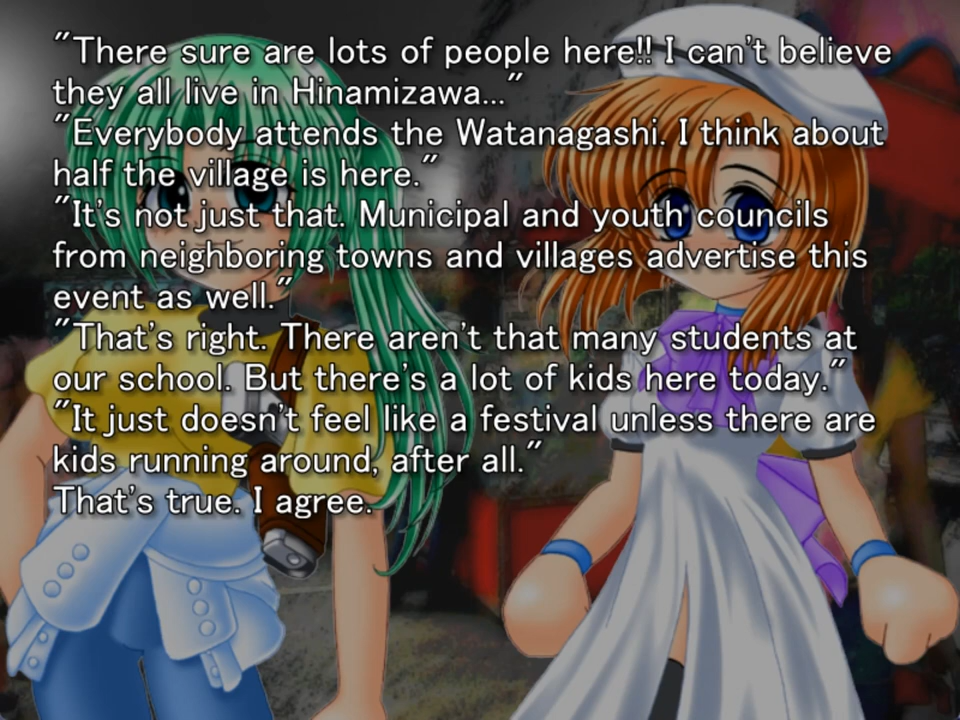 "There sure are lots of people here!! I can't believe
they all live in Hinamizawa..."
"Everybody attends the Watanagashi. I think about
half the village is here."
"It's not just that. Municipal and youth councils
from neighboring towns and villages advertise this
event as well."
"That's right. There aren't that many students at
our school. But there's a lot of kids here today."
"It just doesn't feel like a festival unless there are
kids running around, after all."
That's true. I agree.